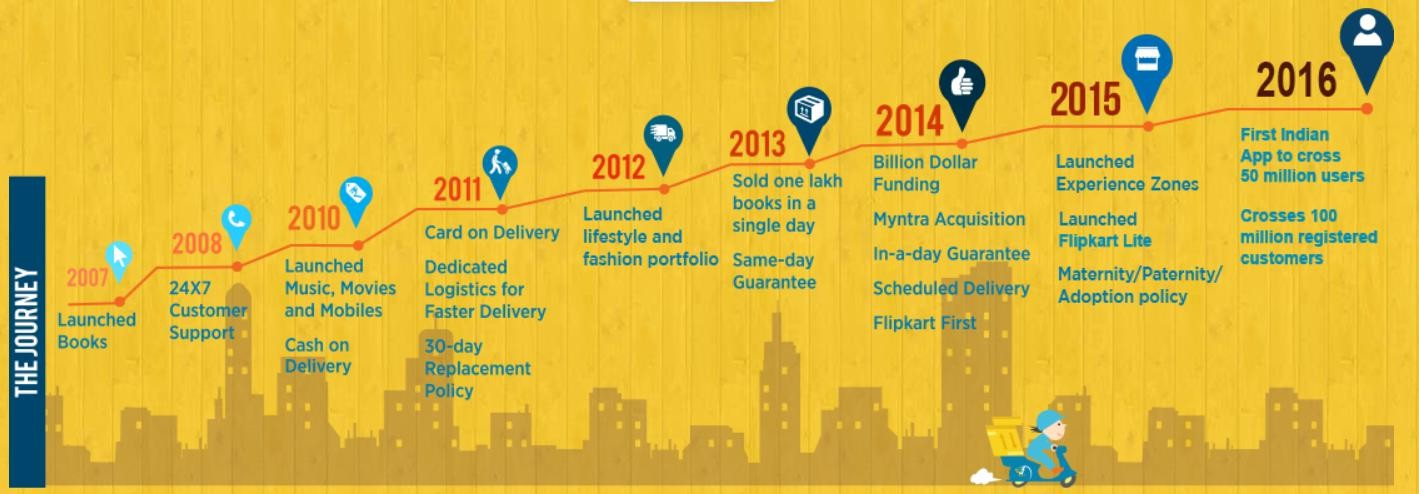 THE JOURNEY
2007
Launched
Books
2008
24X7
Customer
Support
2010
Launched
Music, Movies
and Mobiles
Cash on
Delivery
2011
Card on Delivery
Dedicated
Logistics for
Faster Delivery
30-day
Replacement
Policy
2012
Launched
lifestyle and
fashion portfolio
2013
Sold one lakh
books in a
single day
Same-day
Guarantee
2014
Billion Dollar
Funding
Myntra Acquisition
In-a-day Guarantee
Scheduled Delivery
Flipkart First
2015
Launched
Experience Zones
Launched
Flipkart Lite
Maternity/Paternity/
Adoption policy
2016
First Indian
App to cross
50 million users
Crosses 100
million registered
customers